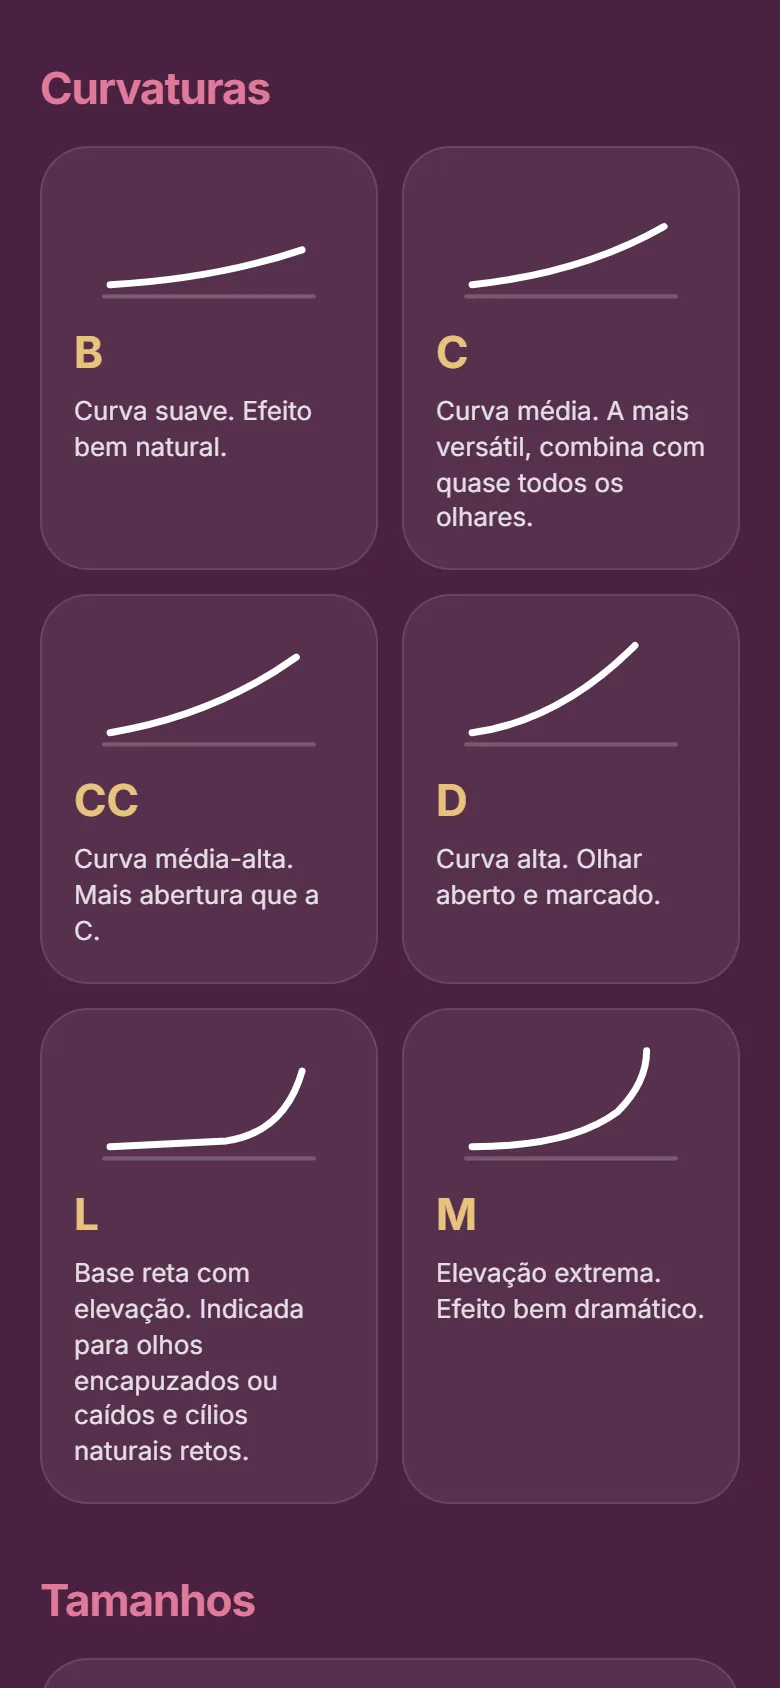 Curvaturas
B
Curva suave. Efeito
bem natural.
C
Curva média. A mais
versátil, combina com
quase todos os
olhares.
CC
Curva média-alta.
Mais abertura que a
C.
D
Curva alta. Olhar
aberto e marcado.
L
Base reta com
elevação. Indicada
para olhos
encapuzados ou
caídos e cílios
naturais retos.
M
Elevação extrema.
Efeito bem dramático.
Tamanhos